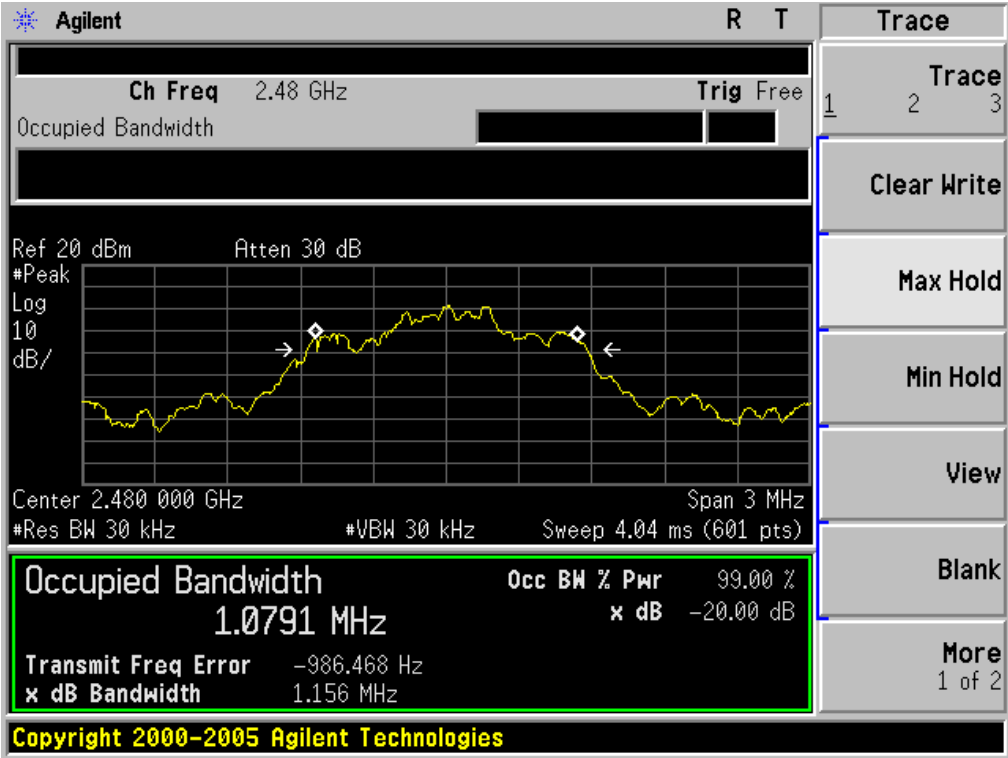 Agilent R T Trace
Ch Freq 2.48 GHz Trig Free
Occupied Bandwidth
Trace
1 2 3
Clear Write
Max Hold
Min Hold
View
Blank
More
1 of 2
Ref 20 dBm Atten 30 dB
#Peak
Log
10
dB/
Center 2.480 000 GHz Span 3 MHz
#Res BW 30 kHz #VBW 30 kHz Sweep 4.04 ms (601 pts)
Occupied Bandwidth Occ BW % Pwr 99.00 %
1.0791 MHz x dB -20.00 dB
Transmit Freq Error -986.468 Hz
x dB Bandwidth 1.156 MHz
Copyright 2000-2005 Agilent Technologies